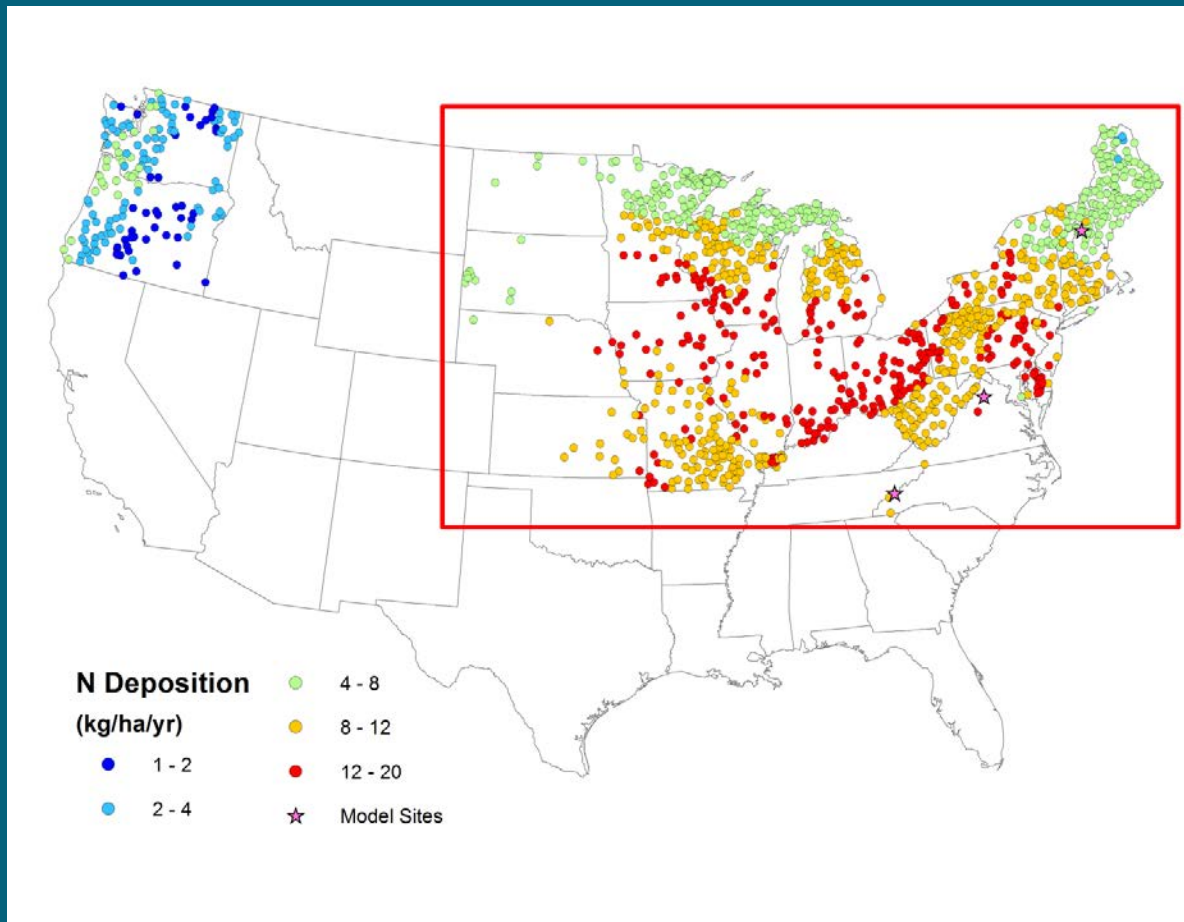 N Deposition
(kg/ha/yr)
1 - 2
2 - 4
4 - 8
8 - 12
12 - 20
Model Sites